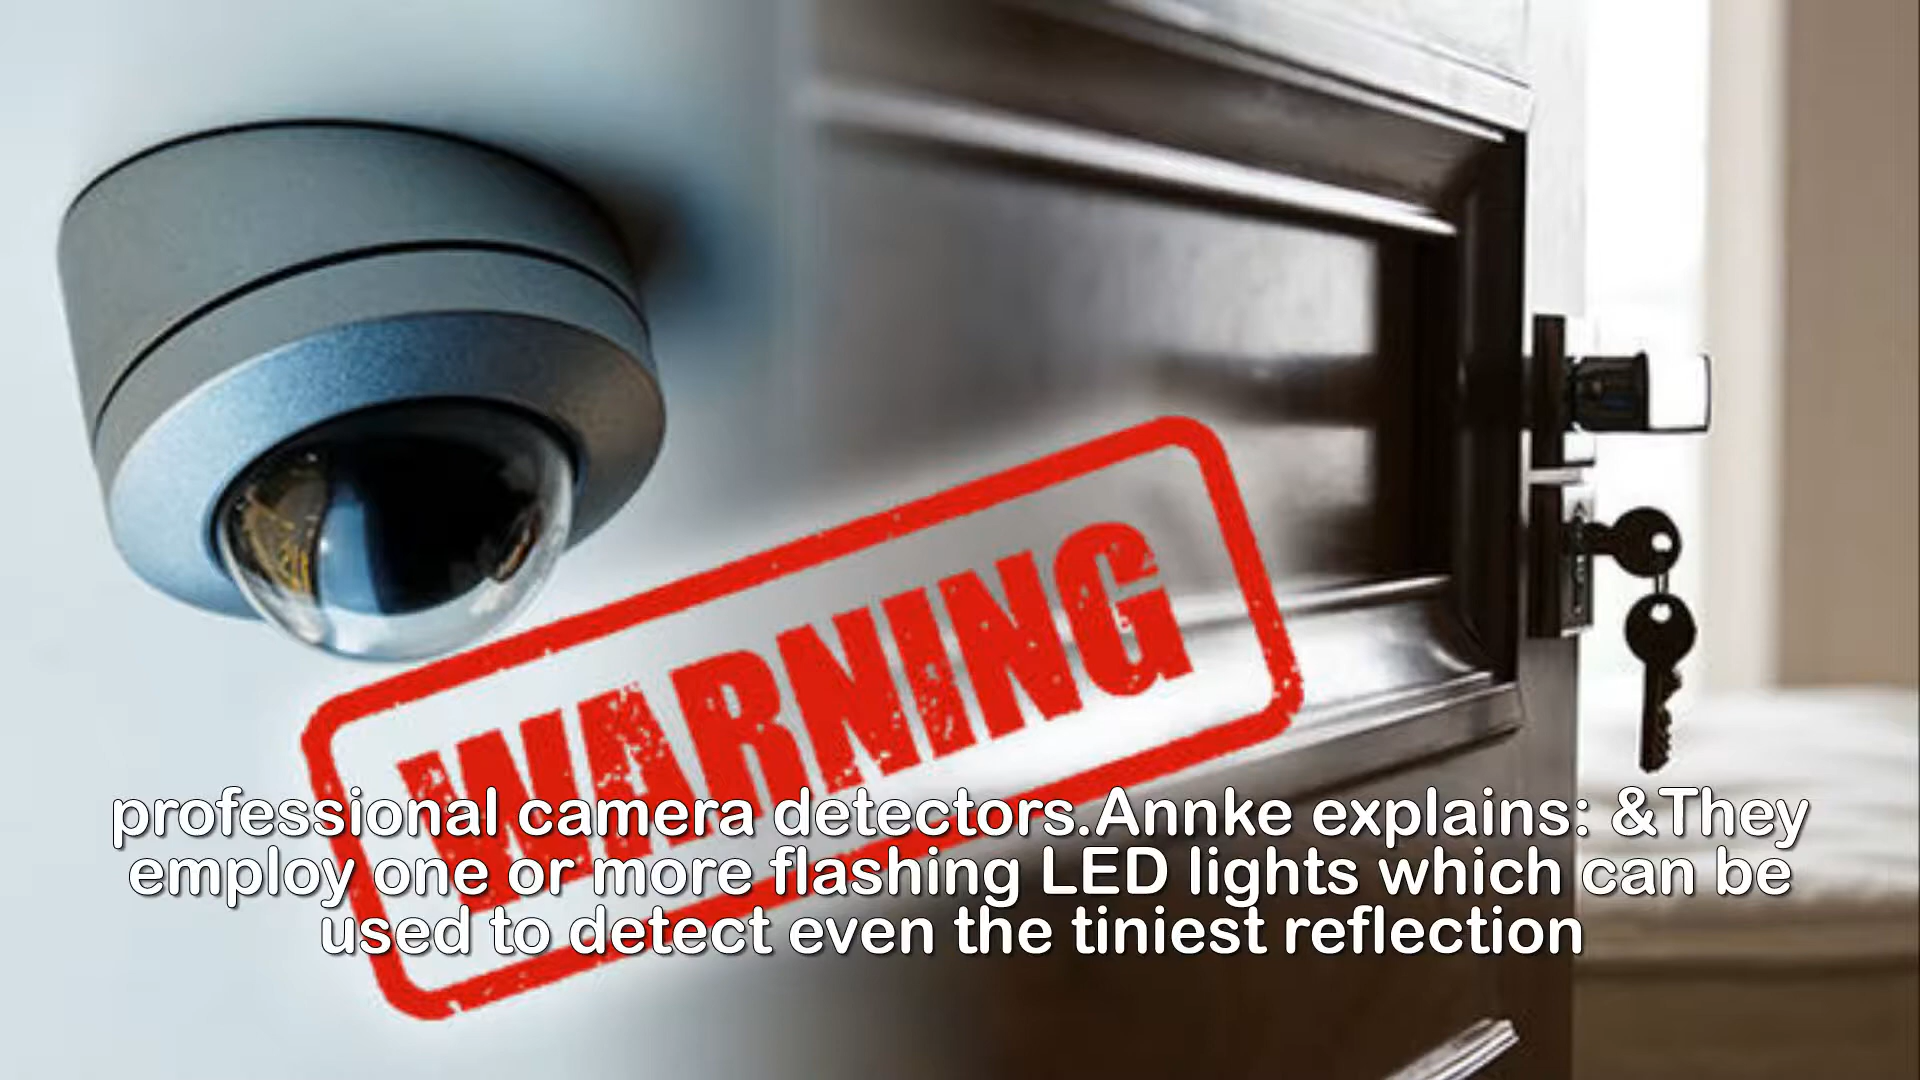 WARNING
professional camera detectors.Annke explains: &They
employ one or more flashing LED lights which can be
used to detect even the tiniest reflection